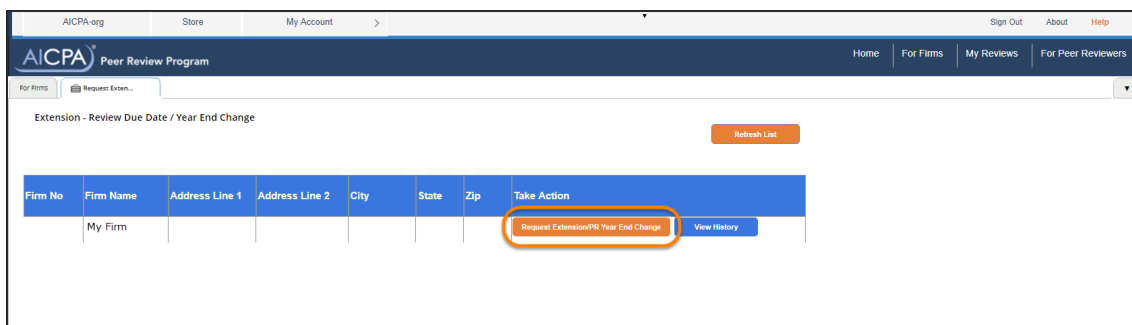 AICPA-org Store My Account >
Sign Out About Help
AICPA Peer Review Program
Home For Firms My Reviews For Peer Reviewers
For Firms Request Exten...
Extension - Review Due Date / Year End Change
Refresh List
Firm No Firm Name Address Line 1 Address Line 2 City State Zip Take Action
My Firm Request Extension/PR Year End Change View History